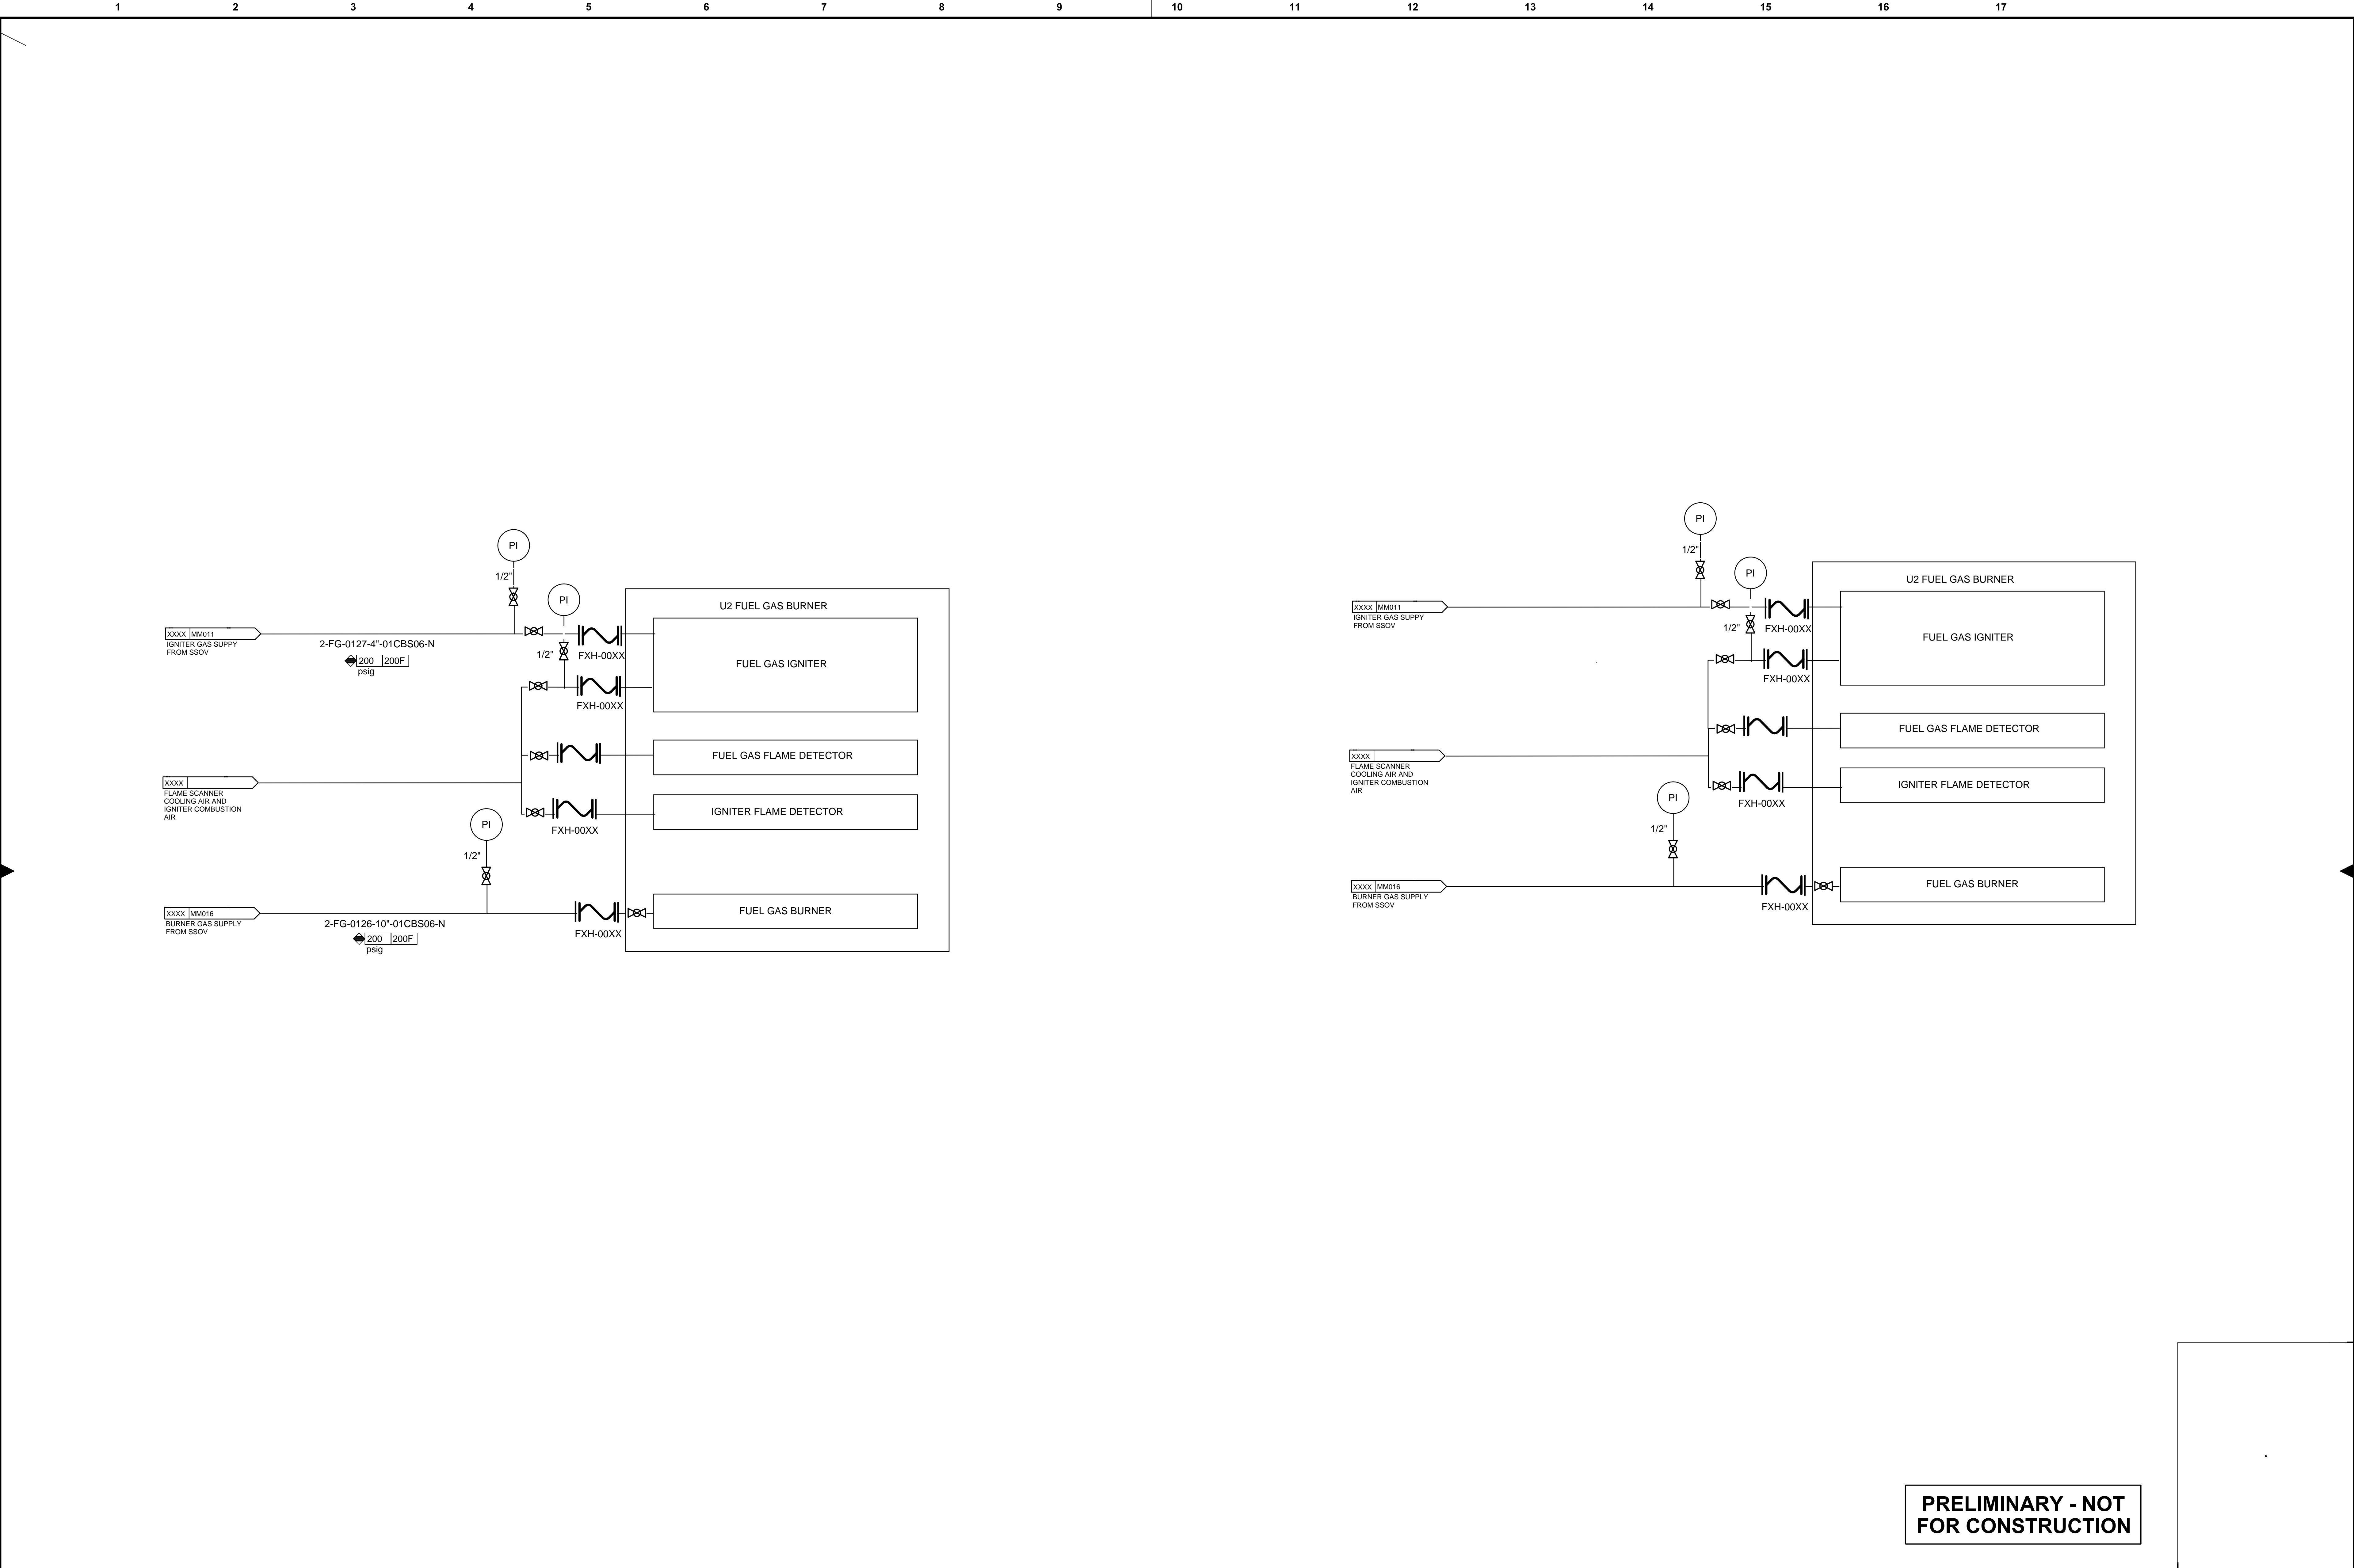 1 2 3 4 5 6 7 8 9 10 11 12 13 14 15 16 17
PI
1/2"
PI
U2 FUEL GAS BURNER
XXXX MM011
IGNITER GAS SUPPY
FROM SSOV
2-FG-0127-4"-01CBS06-N
200 200F
psig
1/2"
FXH-00XX
FUEL GAS IGNITER
FXH-00XX
FUEL GAS FLAME DETECTOR
XXXX
FLAME SCANNER
COOLING AIR AND
IGNITER COMBUSTION
AIR
IGNITER FLAME DETECTOR
FXH-00XX
PI
1/2"
XXXX MM016
BURNER GAS SUPPLY
FROM SSOV
2-FG-0126-10"-01CBS06-N
200 200F
psig
FXH-00XX
FUEL GAS BURNER
PI
1/2"
PI
U2 FUEL GAS BURNER
XXXX MM011
IGNITER GAS SUPPY
FROM SSOV
1/2"
FXH-00XX
FUEL GAS IGNITER
FXH-00XX
FUEL GAS FLAME DETECTOR
XXXX
FLAME SCANNER
COOLING AIR AND
IGNITER COMBUSTION
AIR
IGNITER FLAME DETECTOR
FXH-00XX
PI
1/2"
XXXX MM016
BURNER GAS SUPPLY
FROM SSOV
FXH-00XX
FUEL GAS BURNER
PRELIMINARY - NOT
FOR CONSTRUCTION